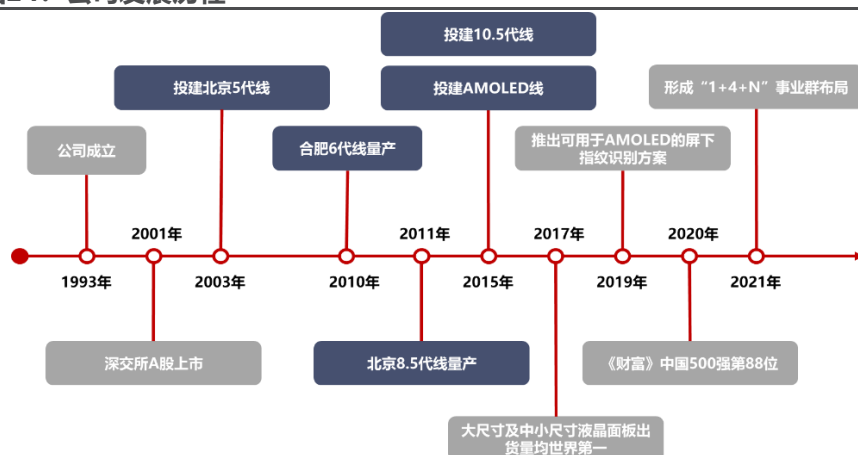 投建10.5代线
投建北京5代线
投建AMOLED线
形成“1+4+N”事业群布局
公司成立
合肥6代线量产
推出可用于AMOLED的屏下
指纹识别方案
2001年
2011年
2017年
2020年
1993年
2003年
2010年
2015年
2019年
2021年
深交所A股上市
北京8.5代线量产
《财富》中国500强第88位
大尺寸及中小尺寸液晶面板出
货量均世界第一